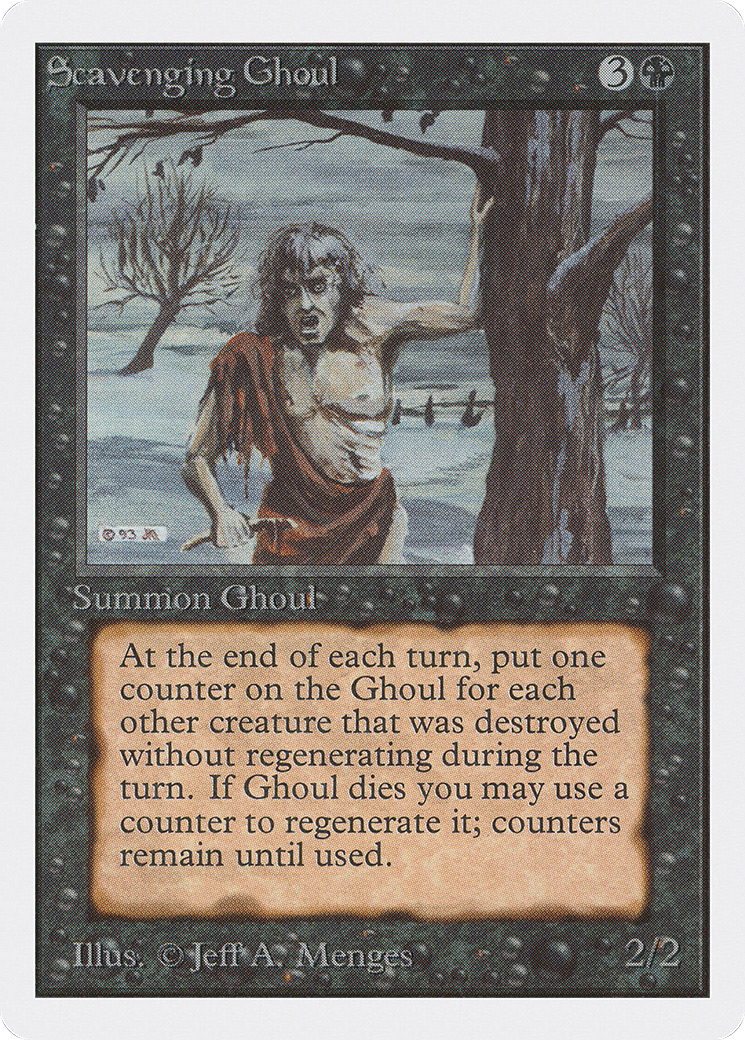 Scavenging Ghoul 3
© 93 JAM
Summon Ghoul
At the end of each turn, put one
counter on the Ghoul for each
other creature that was destroyed
without regenerating during the
turn. If Ghoul dies you may use a
counter to regenerate it; counters
remain until used.
Illus. © Jeff A. Menges 2/2